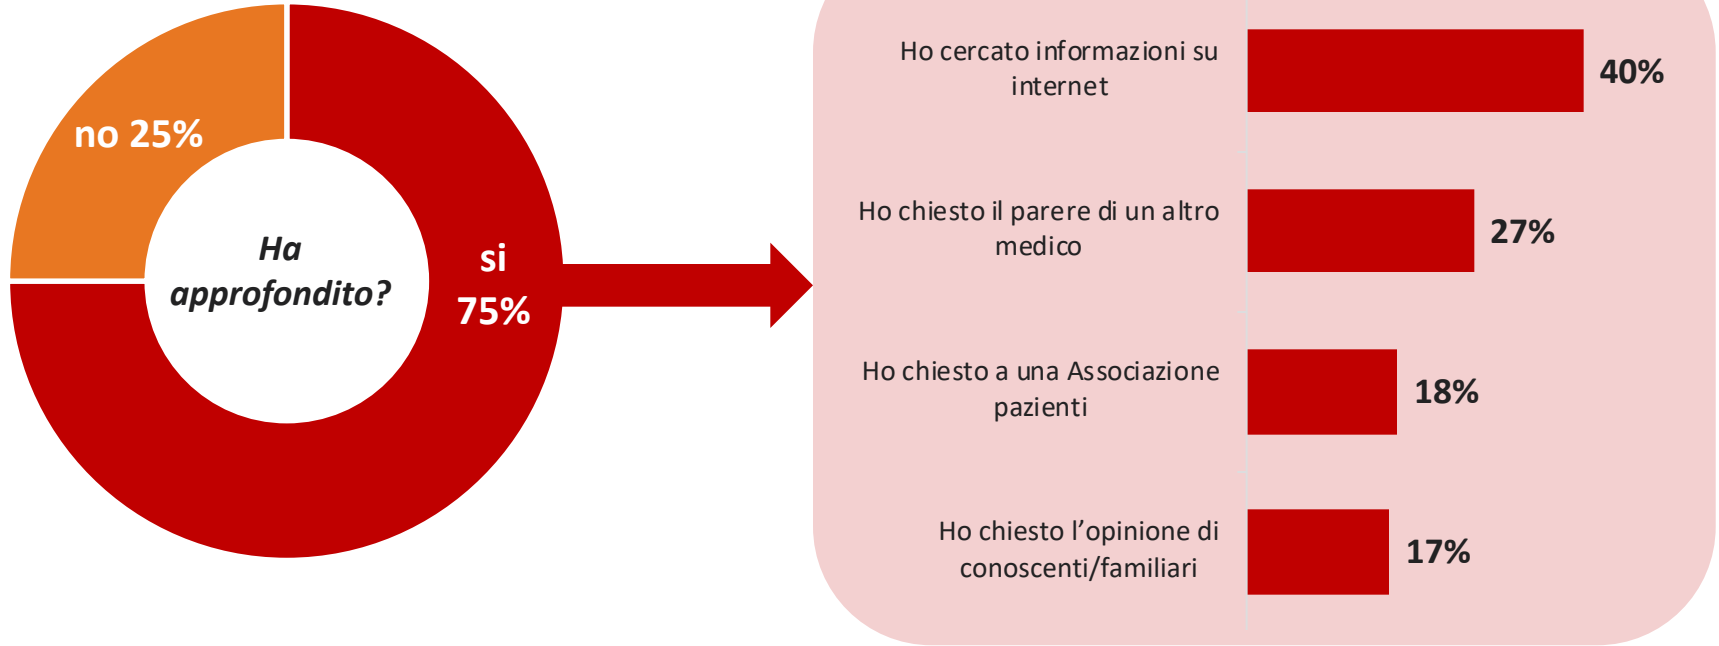 no 25%
Ha
approfondito?
si
75%
Ho cercato informazioni su
internet
40%
Ho chiesto il parere di un altro
medico
27%
Ho chiesto a una Associazione
pazienti
18%
Ho chiesto l’opinione di
conoscenti/familiari
17%